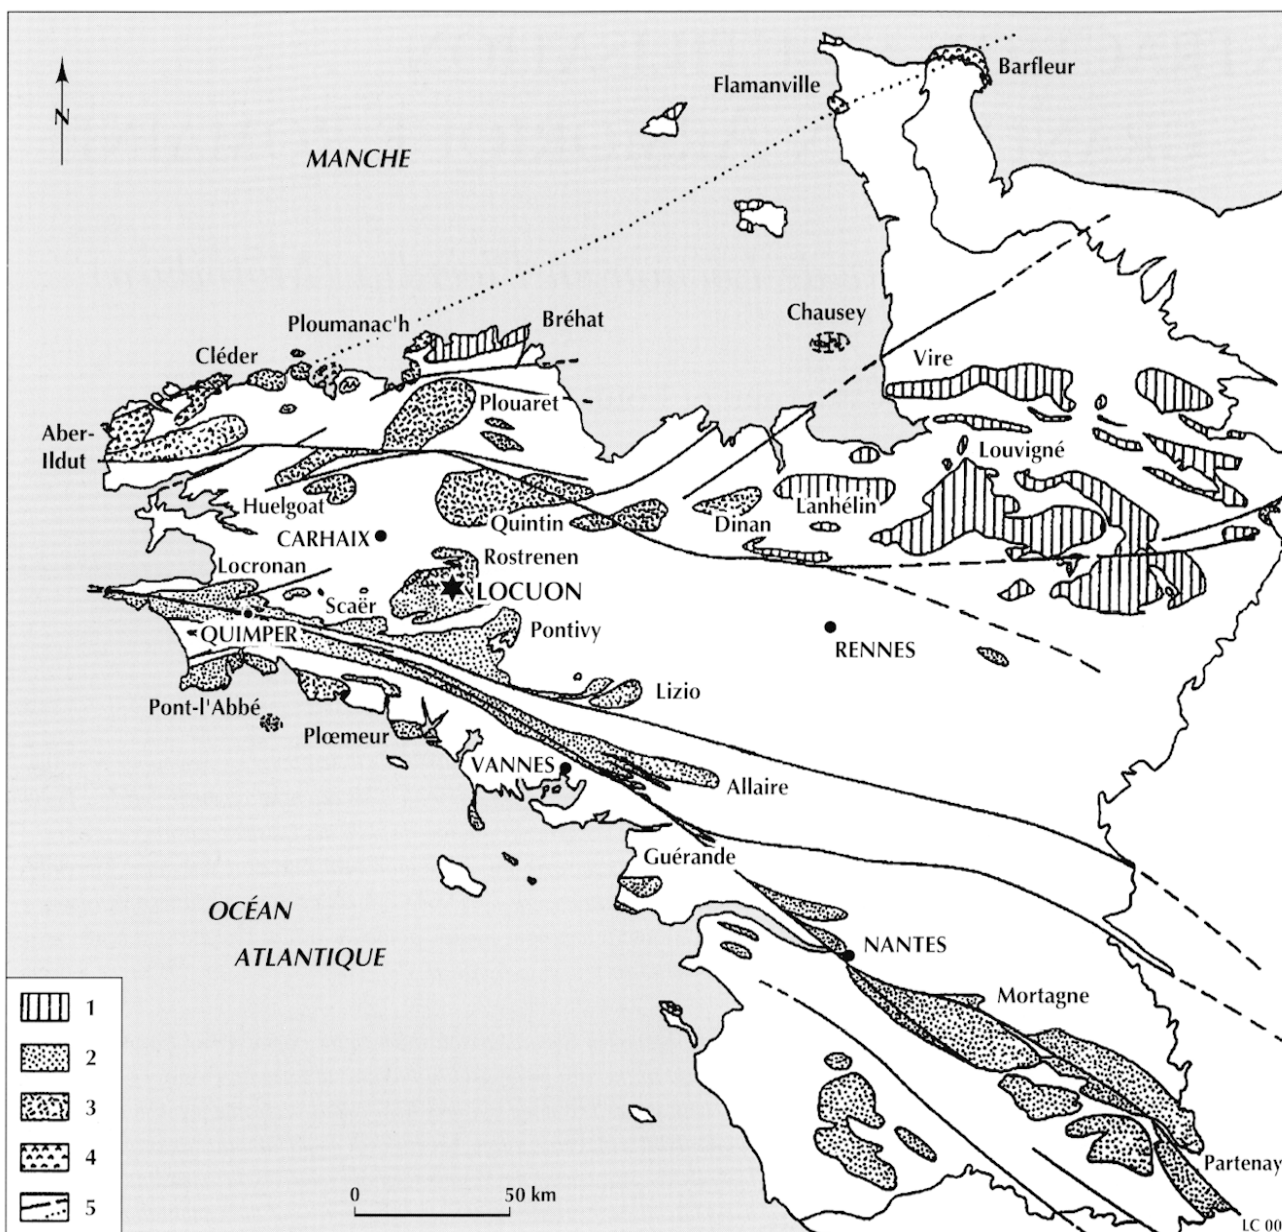 Barfleur
Flamanville
N
MANCHE
Ploumanac'h
Bréhat
Chausey
Cléder
Vire
Plouaret
Aber-
Ildut
Louvigné
Huelgoat
Quintin
Dinan
Lanhélin
CARHAIX
Rostrenen
Locronan
LOCUON
Scaër
Pontivy
QUIMPER
RENNES
Lizio
Pont-l'Abbé
Plœmeur
VANNES
Allaire
Guérande
OCÉAN
ATLANTIQUE
NANTES
Mortagne
1
2
3
4
5
Partenay
0 50 km
LC 00